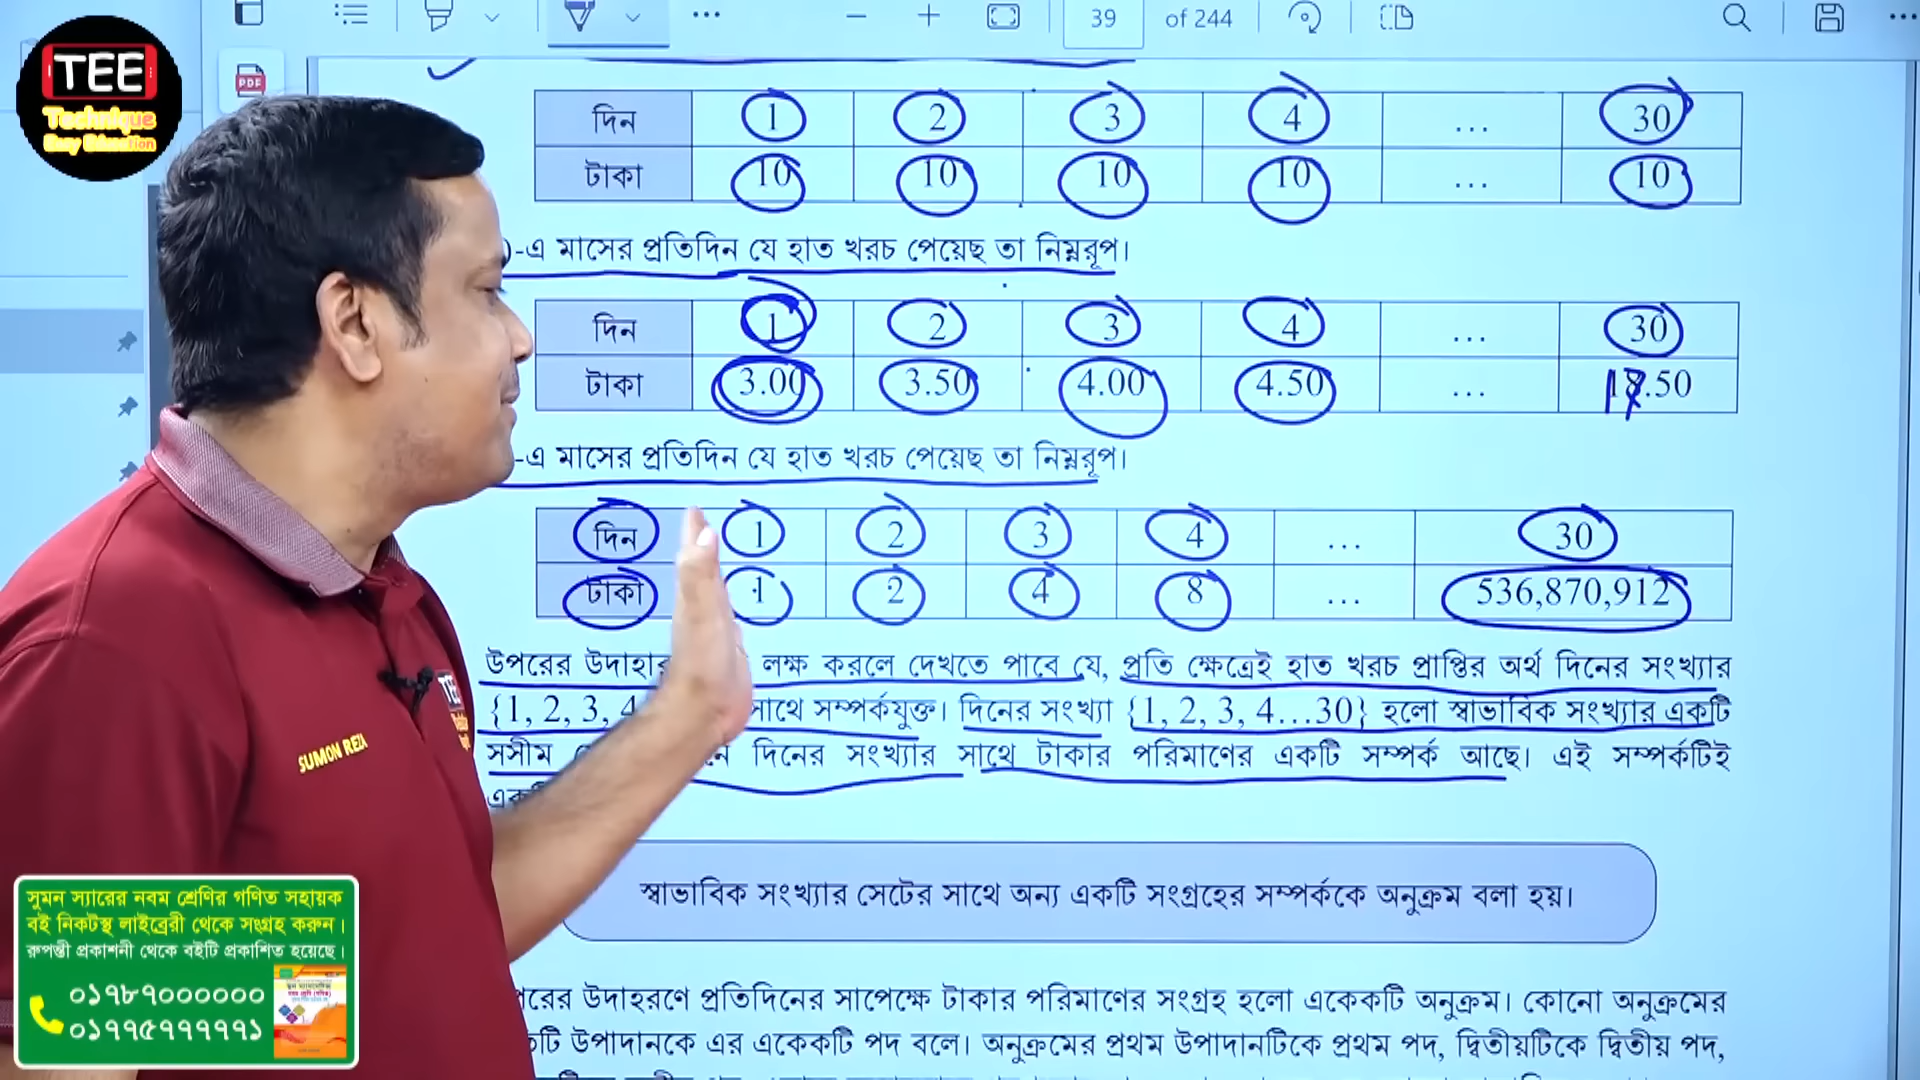 39 of 244
TEE
Technique
Easy Education
PDF
দিন 1 2 3 4 ... 30
টাকা 10 10 10 10 ... 10
-এ মাসের প্রতিদিন যে হাত খরচ পেয়েছ তা নিম্নরূপ।
দিন 1 2 3 4 ... 30
টাকা 3.00 3.50 4.00 4.50 ... 17.50
-এ মাসের প্রতিদিন যে হাত খরচ পেয়েছ তা নিম্নরূপ।
দিন 1 2 3 4 ... 30
টাকা 1 2 4 8 ... 536,870,912
উপরের লক্ষ করলে দেখতে পাবে যে, প্রতি ক্ষেত্রেই হাত খরচ প্রাপ্তির অর্থ দিনের সংখ্যার
{1, 2, 3, 4 সাথে সম্পর্কযুক্ত। দিনের সংখ্যা {1, 2, 3, 4...30} হলো স্বাভাবিক সংখ্যার একটি
সসীম দিনের সংখ্যার সাথে টাকার পরিমাণের একটি সম্পর্ক আছে। এই সম্পর্কটিই
স্বাভাবিক সংখ্যার সেটের সাথে অন্য একটি সংগ্রহের সম্পর্ককে অনুক্রম বলা হয়।
উদাহরণে প্রতিদিনের সাপেক্ষে টাকার পরিমাণের সংগ্রহ হলো একেকটি অনুক্রম। কোনো অনুক্রমের
উপাদানকে এর একেকটি পদ বলে। অনুক্রমের প্রথম উপাদানটিকে প্রথম পদ, দ্বিতীয়টিকে দ্বিতীয় পদ,
TEE
SUMON REZA
সুমন স্যারের নবম শ্রেণির গণিত সহায়ক
বই নিকটস্থ লাইব্রেরী থেকে সংগ্রহ করুন।
রুপন্তী প্রকাশনী থেকে বইটি প্রকাশিত হয়েছে।
০১৭৮৭০০০০০০
০১৭৭৫৭৭৭৭৭১